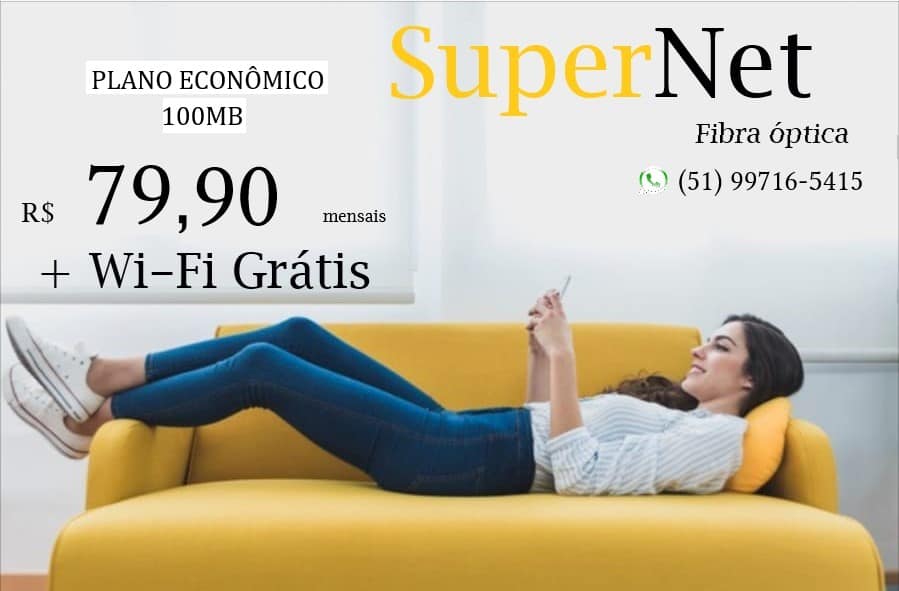 SuperNet
Fibra óptica
(51) 99716-5415
PLANO ECONÔMICO
100MB
R$ 79,90 mensais
+ Wi-Fi Grátis